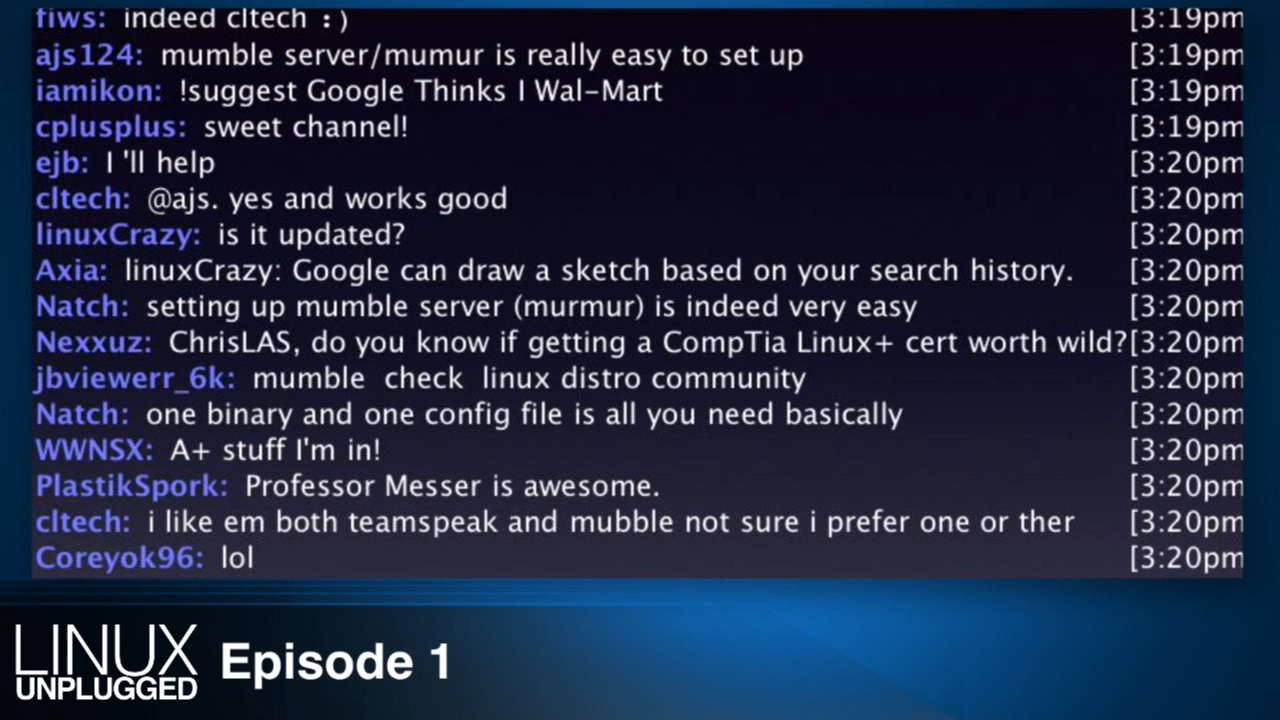 fiws: indeed cltech :) [3:19pm
ajs124: mumble server/mumur is really easy to set up [3:19pm
iamikon: !suggest Google Thinks I Wal-Mart [3:19pm
cplusplus: sweet channel! [3:19pm
ejb: I 'll help [3:20pm
cltech: @ajs. yes and works good [3:20pm
linuxCrazy: is it updated? [3:20pm
Axia: linuxCrazy: Google can draw a sketch based on your search history. [3:20pm
Natch: setting up mumble server (murmur) is indeed very easy [3:20pm
Nexxuz: ChrisLAS, do you know if getting a CompTia Linux+ cert worth wild?[3:20pm
jbviewerr_6k: mumble check linux distro community [3:20pm
Natch: one binary and one config file is all you need basically [3:20pm
WWNSX: A+ stuff I'm in! [3:20pm
PlastikSpork: Professor Messer is awesome. [3:20pm
cltech: i like em both teamspeak and mubble not sure i prefer one or ther [3:20pm
Coreyok96: lol [3:20pm
LINUX
UNPLUGGED
Episode 1